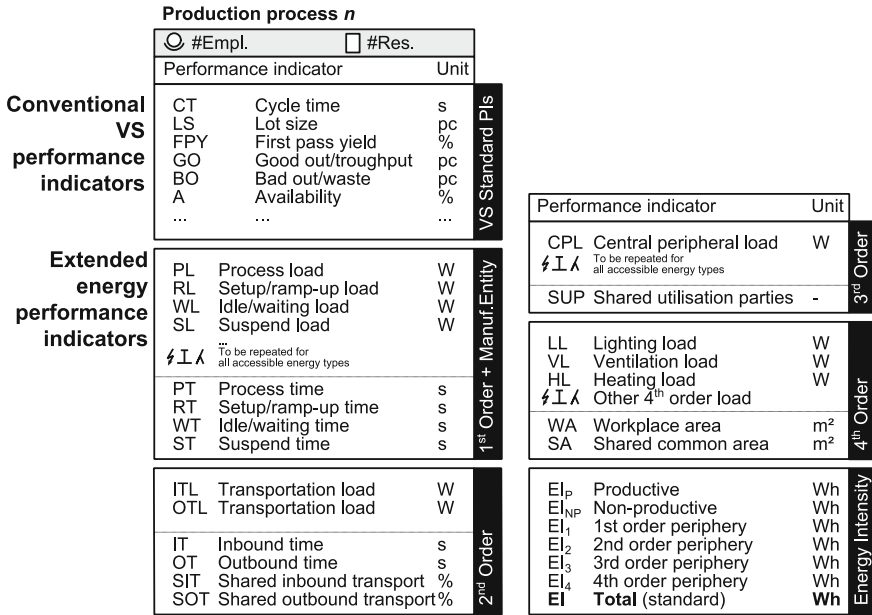 Production process n
#Empl. #Res.
Performance indicator Unit
Conventional
VS
performance
indicators
CT Cycle time s
LS Lot size pc
FPY First pass yield %
GO Good out/troughput pc
BO Bad out/waste pc
A Availability %
... ... ...
VS Standard PIs
Extended
energy
performance
indicators
PL Process load W
RL Setup/ramp-up load W
WL Idle/waiting load W
SL Suspend load W
...
To be repeated for
all accessible energy types
PT Process time s
RT Setup/ramp-up time s
WT Idle/waiting time s
ST Suspend time s
1st Order + Manuf.Entity
ITL Transportation load W
OTL Transportation load W
IT Inbound time s
OT Outbound time s
SIT Shared inbound transport %
SOT Shared outbound transport %
2nd Order
Performance indicator Unit
CPL Central peripheral load W
To be repeated for
all accessible energy types
SUP Shared utilisation parties -
3rd Order
LL Lighting load W
VL Ventilation load W
HL Heating load W
Other 4th order load
WA Workplace area m²
SA Shared common area m²
4th Order
EIP Productive Wh
EINP Non-productive Wh
EI1 1st order periphery Wh
EI2 2nd order periphery Wh
EI3 3rd order periphery Wh
EI4 4th order periphery Wh
EI Total (standard) Wh
Energy Intensity